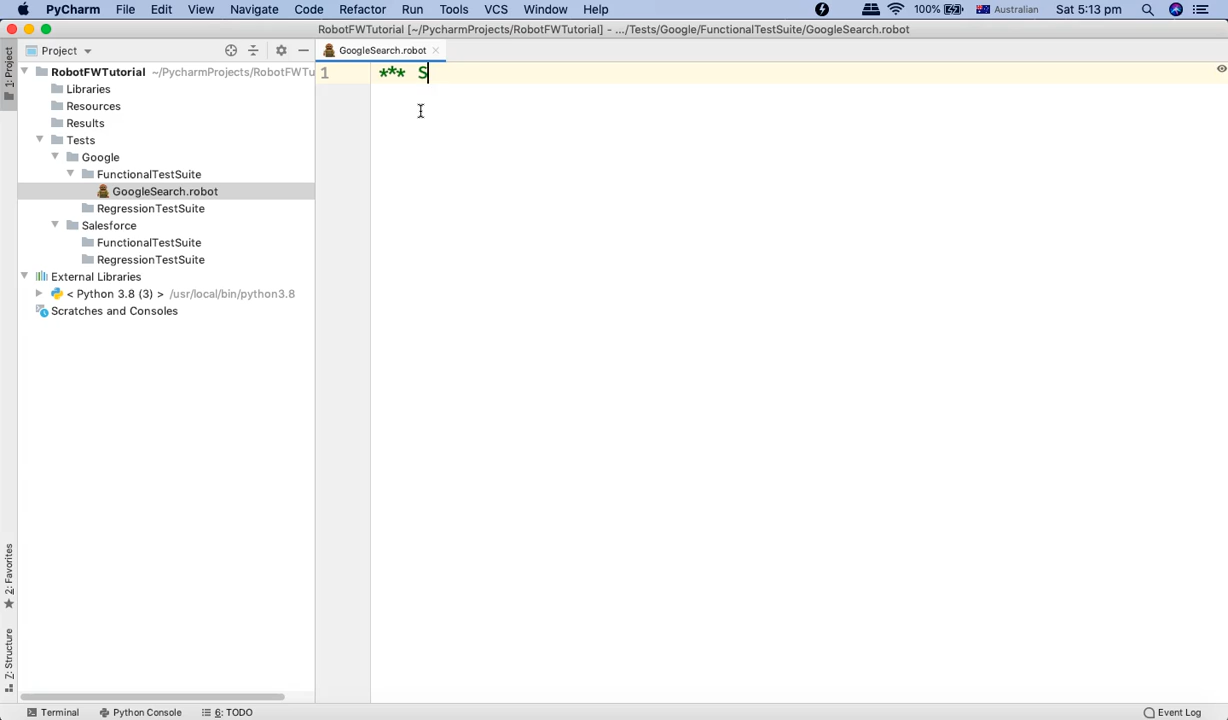 PyCharm File Edit View Navigate Code Refactor Run Tools VCS Window Help 100% Australian Sat 5:13 pm
RobotFWTutorial [~/PycharmProjects/RobotFWTutorial] - .../Tests/Google/FunctionalTestSuite/GoogleSearch.robot
1: Project
Project
GoogleSearch.robot
RobotFWTutorial ~/PycharmProjects/RobotFWTu
1 *** S
Libraries
Resources
Results
Tests
Google
FunctionalTestSuite
GoogleSearch.robot
RegressionTestSuite
Salesforce
FunctionalTestSuite
RegressionTestSuite
External Libraries
< Python 3.8 (3) > /usr/local/bin/python3.8
Scratches and Consoles
2: Favorites
Z: Structure
Terminal Python Console 6: TODO Event Log